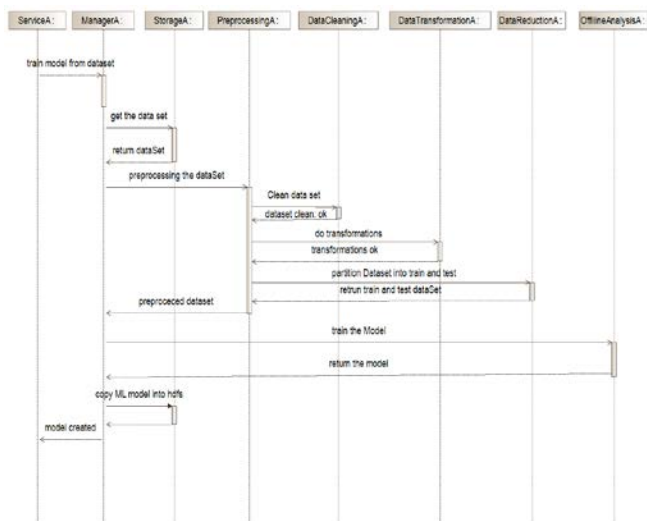 ServiceA:
ManagerA:
StorageA:
PreprocessingA:
DataCleaningA:
DataTransformationA:
DataReductionA:
OfflineAnalysisA:
train model from dataset
get the data set
return dataSet
preprocessing the dataSet
Clean data set
dataset clean. ok
do transformations
transformations ok
partition Dataset into train and test
retrun train and test dataSet
preproceced dataset
train the Model
return the model
copy ML model into hdfs
model created